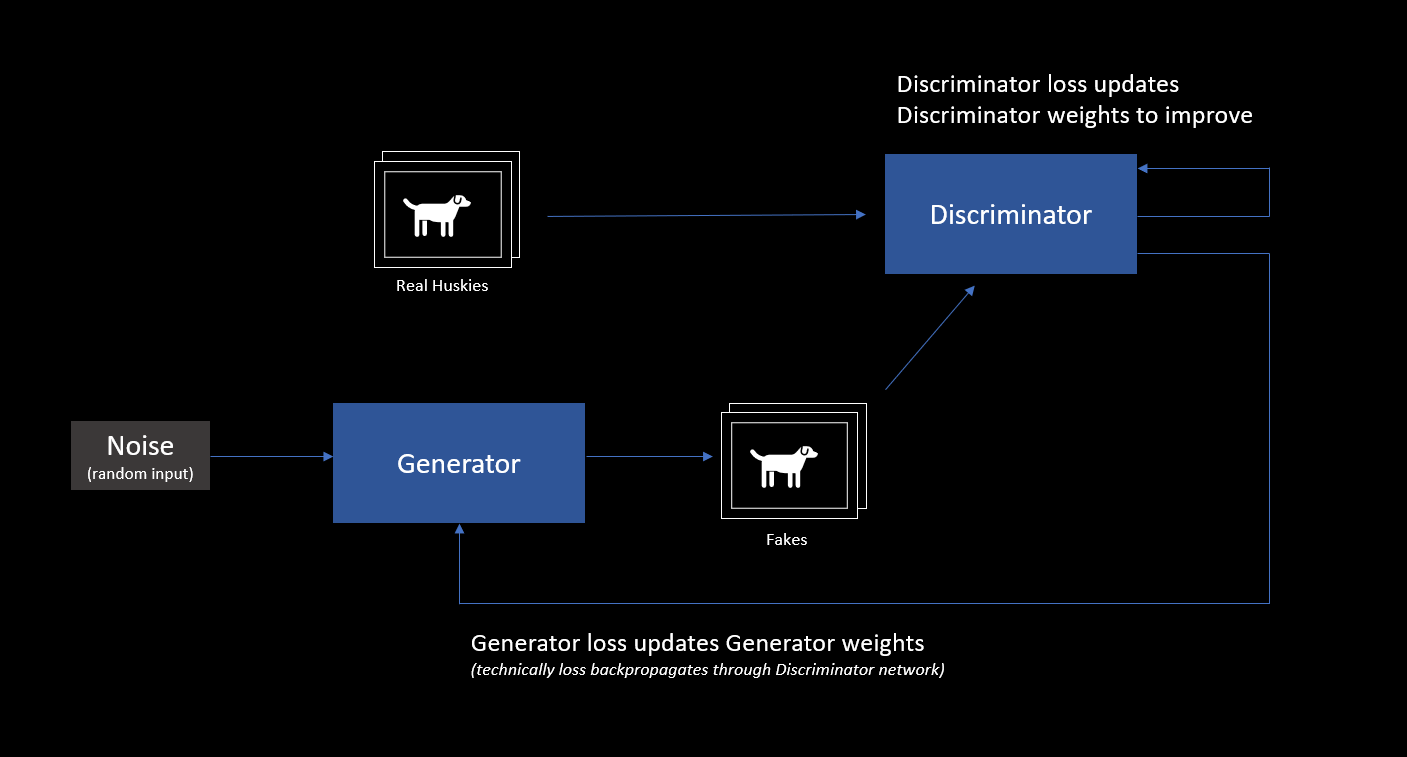 Discriminator loss updates
Discriminator weights to improve
Discriminator
Real Huskies
Noise
(random input)
Generator
Fakes
Generator loss updates Generator weights
(technically loss backpropagates through Discriminator network)